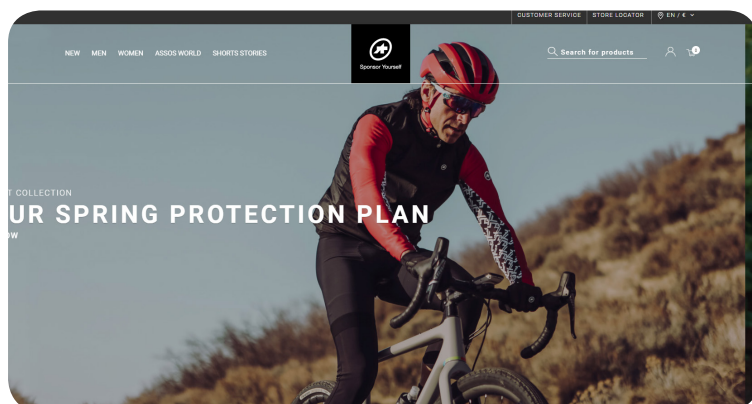 CUSTOMER SERVICE STORE LOCATOR EN / €
NEW MEN WOMEN ASSOS WORLD SHORTS STORIES
Sponsor Yourself
Search for products
T COLLECTION
UR SPRING PROTECTION PLAN
OW